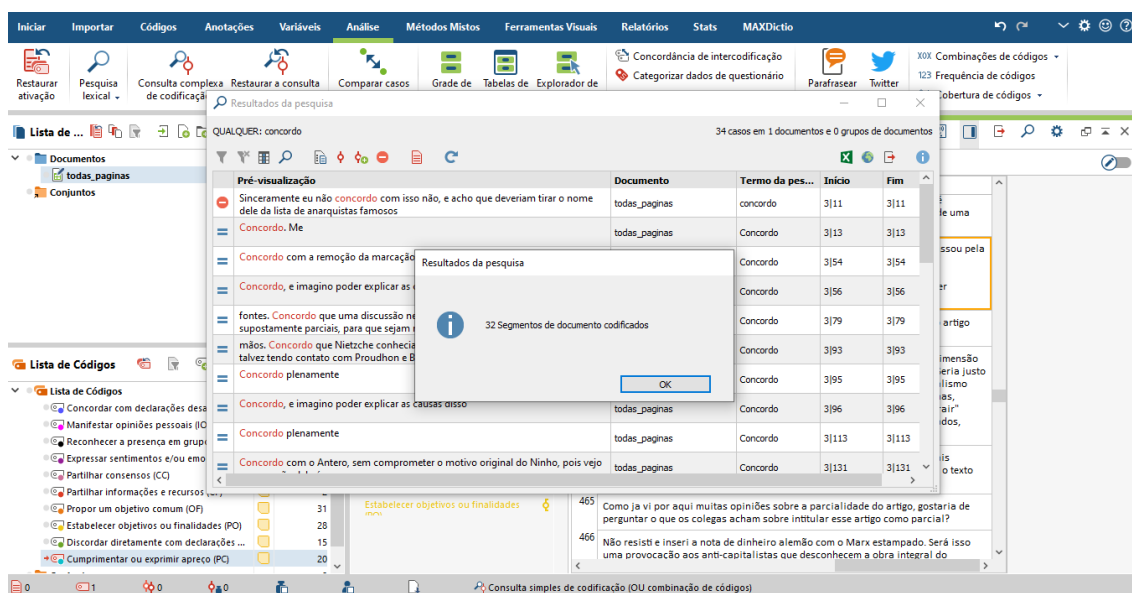 Iniciar Importar Códigos Anotações Variáveis Análise Métodos Mistos Ferramentas Visuais Relatórios Stats MAXDictio
Restaurar ativação
Pesquisa lexical
Consulta complexa de codificaçã
Restaurar a consulta
Comparar casos
Grade de
Tabelas de
Explorador de
Concordância de intercodificação
Categorizar dados de questionário
Parafrasear
Twitter
Combinações de códigos
123 Frequência de códigos
Cobertura de códigos
Resultados da pesquisa
Lista de ...
QUALQUER: concordo
34 casos em 1 documentos e 0 grupos de documentos
Documentos
todas_paginas
Conjuntos
Pré-visualização Documento Termo da pes... Início Fim
Sinceramente eu não concordo com isso não, e acho que deveriam tirar o nome
dele da lista de anarquistas famosos
todas_paginas concordo 3|11 3|11
Concordo. Me todas_paginas Concordo 3|13 3|13
Concordo com a remoção da marcação Concordo 3|54 3|54
Concordo, e imagino poder explicar as Concordo 3|56 3|56
fontes. Concordo que uma discussão ne
supostamente parciais, para que sejam
Concordo 3|79 3|79
mãos. Concordo que Nietzche conhecia
talvez tendo contato com Proudhon e B
Concordo 3|93 3|93
Concordo plenamente Concordo 3|95 3|95
Concordo, e imagino poder explicar as causas disso todas_paginas Concordo 3|96 3|96
Concordo plenamente todas_paginas Concordo 3|113 3|113
Concordo com o Antero, sem comprometer o motivo original do Ninho, pois vejo
todas_paginas Concordo 3|131 3|131
Resultados da pesquisa
32 Segmentos de documento codificados
OK
Lista de Códigos
Lista de Códigos
Concordar com declarações desa
Manifestar opiniões pessoais (IO
Reconhecer a presença em grup
Expressar sentimentos e/ou emo
Partilhar consensos (CC)
Partilhar informações e recursos
Propor um objetivo comum (OF) 31
Estabelecer objetivos ou finalidades (PO) 28
Discordar diretamente com declarações ... 15
Cumprimentar ou exprimir apreço (PC) 20
Estabelecer objetivos ou finalidades
de uma
ssou pela
er
artigo
imensão
eria justo
lismo
as,
air"
dos,
is
o texto
465 Como ja vi por aqui muitas opiniões sobre a parcialidade do artigo, gostaria de
perguntar o que os colegas acham sobre intitular esse artigo como parcial?
466 Não resisti e inseri a nota de dinheiro alemão com o Marx estampado. Será isso
uma provocação aos anti-capitalistas que desconhecem a obra integral do
0 1 0 0 Consulta simples de codificação (OU combinação de códigos)